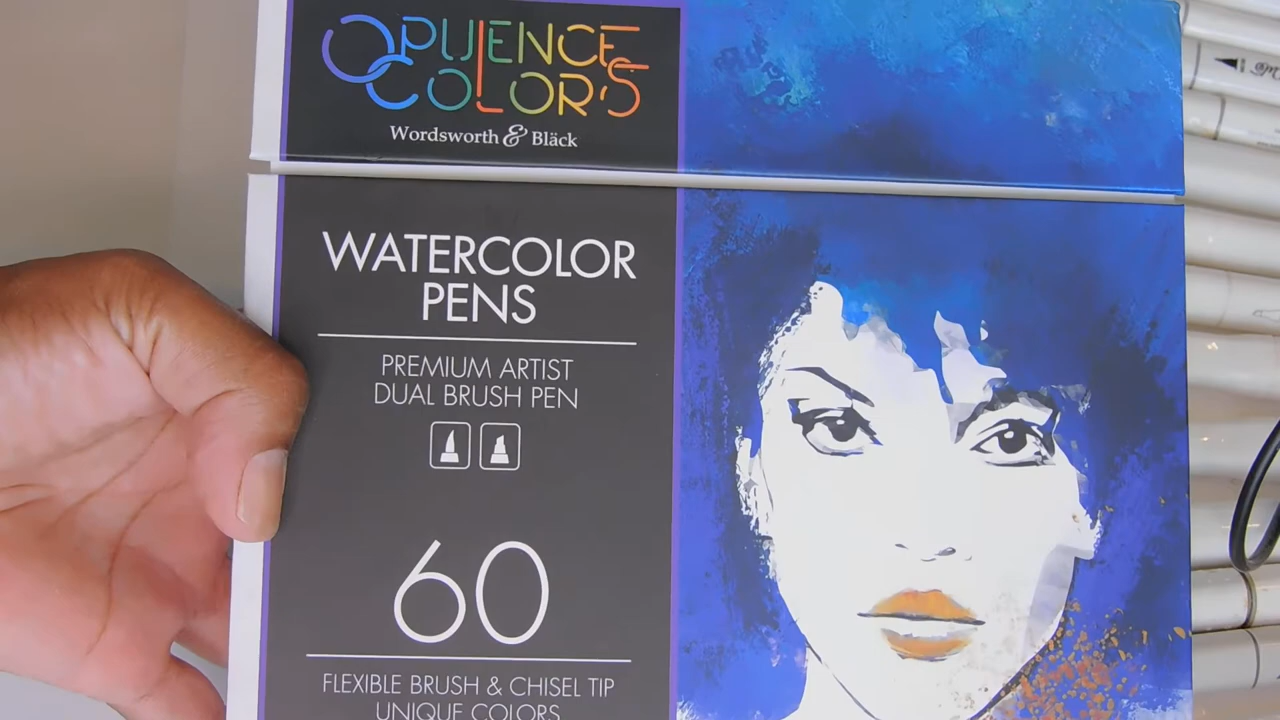 OPULENCE
COLORS
Wordsworth & Bläck
WATERCOLOR
PENS
PREMIUM ARTIST
DUAL BRUSH PEN
60
FLEXIBLE BRUSH & CHISEL TIP
UNIQUE COLORS